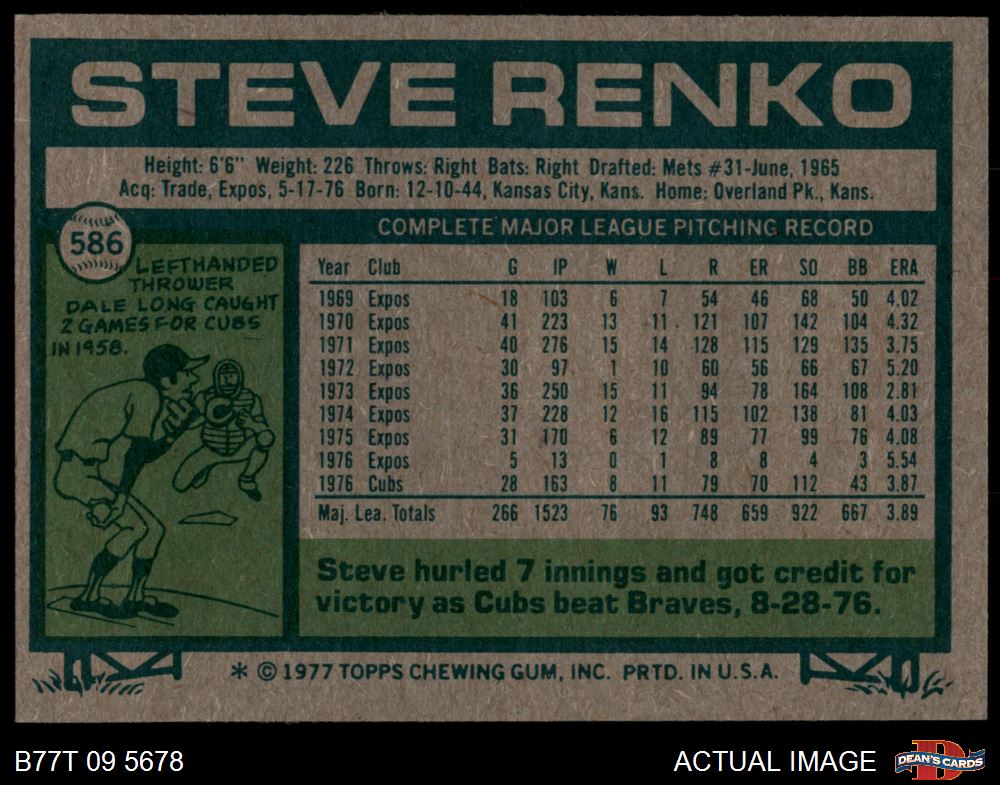 STEVE RENKO
Height: 6'6" Weight: 226 Throws: Right Bats: Right Drafted: Mets #31-June, 1965
Acq: Trade, Expos, 5-17-76 Born: 12-10-44, Kansas City, Kans. Home: Overland Pk., Kans.
586
LEFTHANDED
THROWER
DALE LONG CAUGHT
2 GAMES FOR CUBS
IN 1958.
COMPLETE MAJOR LEAGUE PITCHING RECORD
Year Club G IP W L R ER SO BB ERA
1969 Expos 18 103 6 7 54 46 68 50 4.02
1970 Expos 41 223 13 11 121 107 142 104 4.32
1971 Expos 40 276 15 14 128 115 129 135 3.75
1972 Expos 30 97 1 10 60 56 66 67 5.20
1973 Expos 36 250 15 11 94 78 164 108 2.81
1974 Expos 37 228 12 16 115 102 138 81 4.03
1975 Expos 31 170 6 12 89 77 99 76 4.08
1976 Expos 5 13 0 1 8 8 4 3 5.54
1976 Cubs 28 163 8 11 79 70 112 43 3.87
Maj. Lea. Totals 266 1523 76 93 748 659 922 667 3.89
Steve hurled 7 innings and got credit for
victory as Cubs beat Braves, 8-28-76.
* © 1977 TOPPS CHEWING GUM, INC. PRTD. IN U.S.A.
B77T 09 5678
ACTUAL IMAGE
DEAN'S CARDS